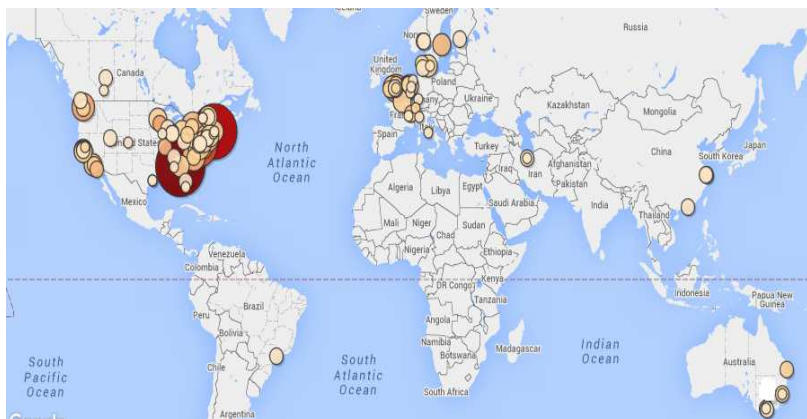 Sweden
Russia
Nor
Canada
United
Kingdom
Poland
Ukraine
Kazakhstan
Mongolia
North
Atlantic
Ocean
Spain
Turkey
China
South Korea
Iraq
Iran
Afghanistan
Pakistan
Mexico
Algeria
Libya
Egypt
Saudi Arabia
India
Thailand
Mali
Niger
Chad
Sudan
Nigeria
Ethiopia
Venezuela
Colombia
Kenya
DR Congo
Tanzania
Indonesia
Papua New
Guinea
Brazil
Peru
Bolivia
Angola
Namibia
Botswana
Madagascar
Indian
Ocean
Australia
South
Pacific
Ocean
Chile
South
Atlantic
Ocean
South Africa
Argentina